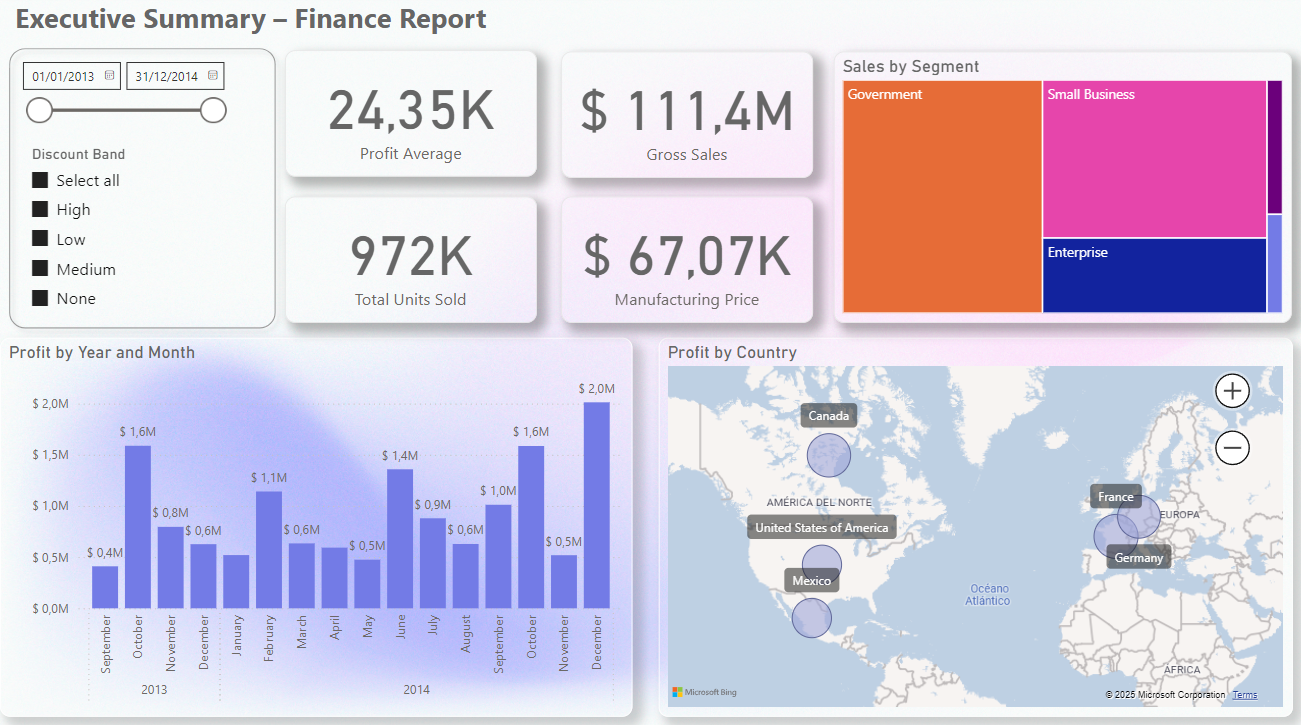 Executive Summary – Finance Report
01/01/2013
31/12/2014
Discount Band
Select all
High
Low
Medium
None
24,35K
Profit Average
$ 111,4M
Gross Sales
972K
Total Units Sold
$ 67,07K
Manufacturing Price
Sales by Segment
Government
Small Business
Enterprise
Profit by Year and Month
$ 2,0M
$ 1,5M
$ 1,0M
$ 0,5M
$ 0,0M
$ 0,4M
$ 1,6M
$ 0,8M
$ 0,6M
$ 1,1M
$ 0,6M
$ 0,5M
$ 1,4M
$ 0,9M
$ 0,6M
$ 1,0M
$ 1,6M
$ 0,5M
$ 2,0M
September
October
November
December
January
February
March
April
May
June
July
August
September
October
November
December
2013
2014
Profit by Country
Canada
AMÉRICA DEL NORTE
United States of America
Mexico
France
EUROPA
Germany
Océano
Atlántico
ÁFRICA
Microsoft Bing
© 2025 Microsoft Corporation Terms